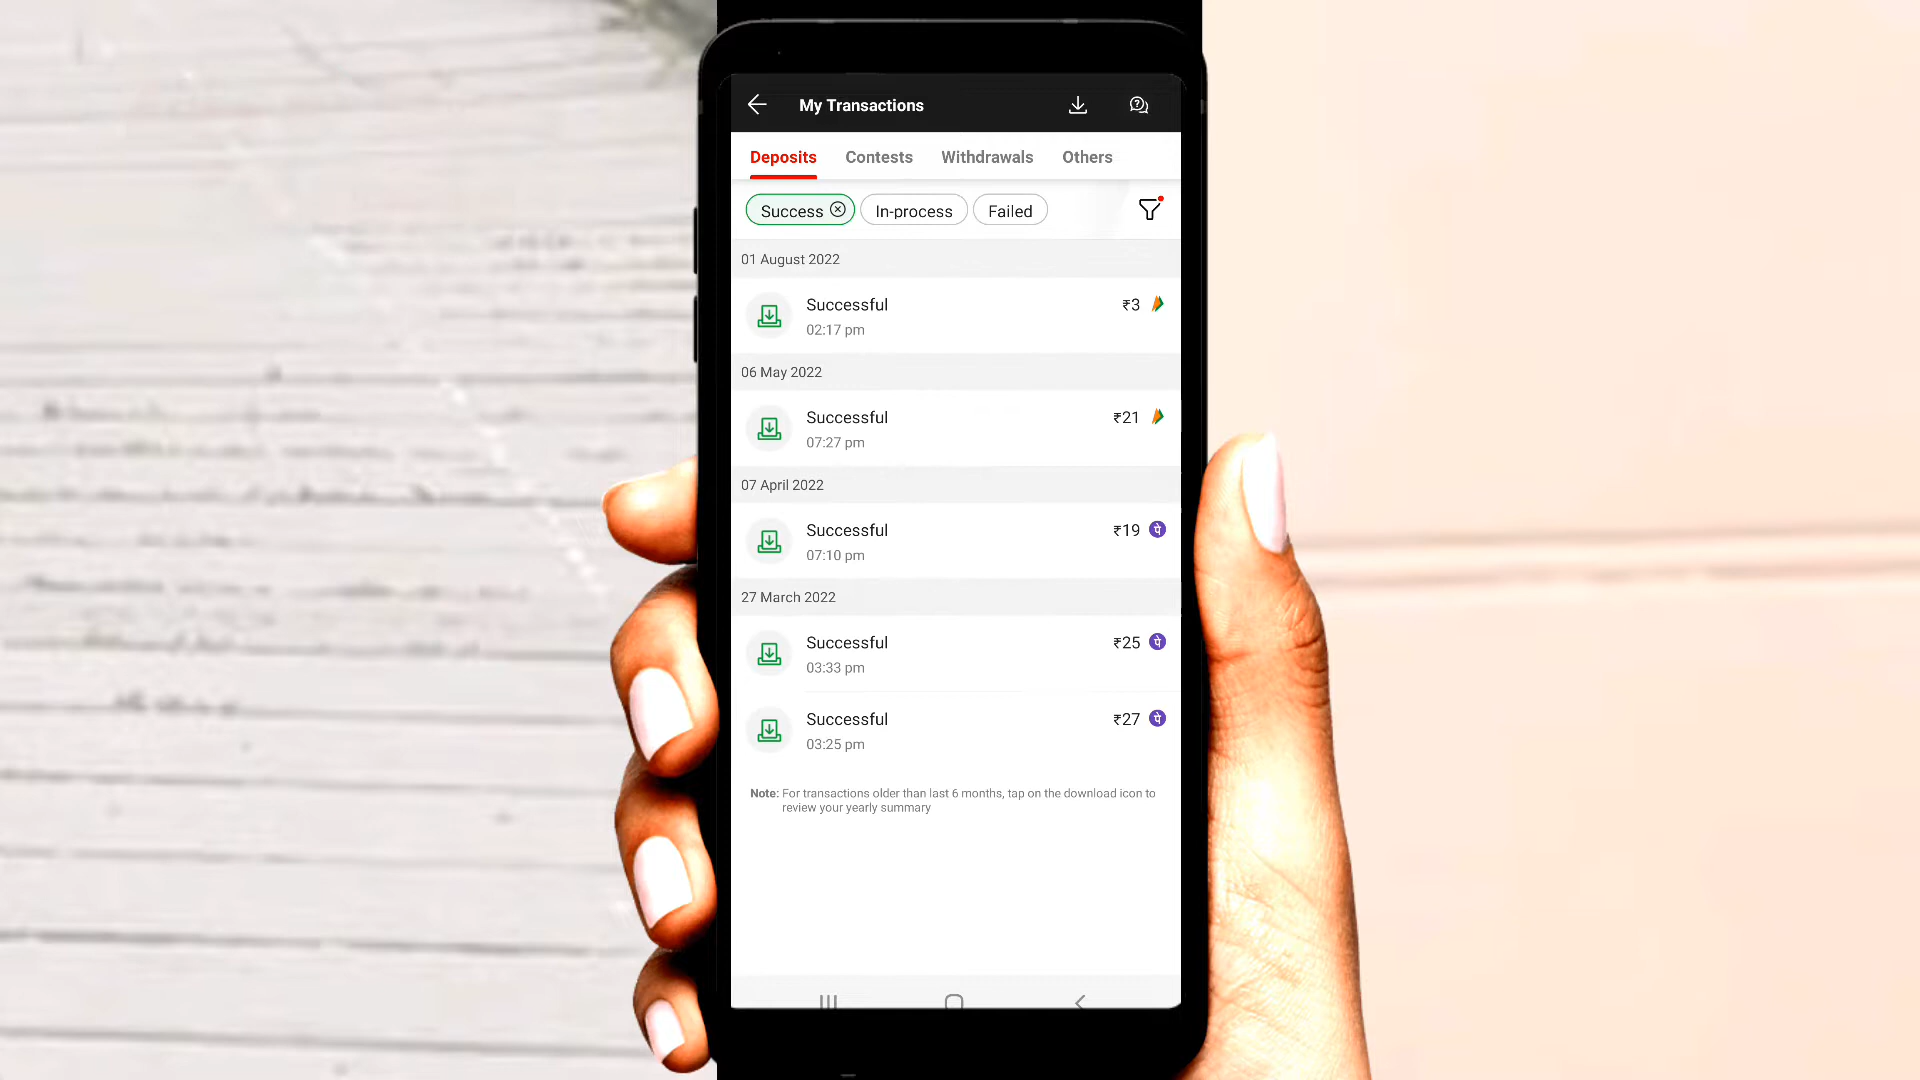 My Transactions
Deposits Contests Withdrawals Others
Success In-process Failed
01 August 2022
Successful ₹3
02:17 pm
06 May 2022
Successful ₹21
07:27 pm
07 April 2022
Successful ₹19 पे
07:10 pm
27 March 2022
Successful ₹25 पे
03:33 pm
Successful ₹27 पे
03:25 pm
Note: For transactions older than last 6 months, tap on the download icon to
review your yearly summary